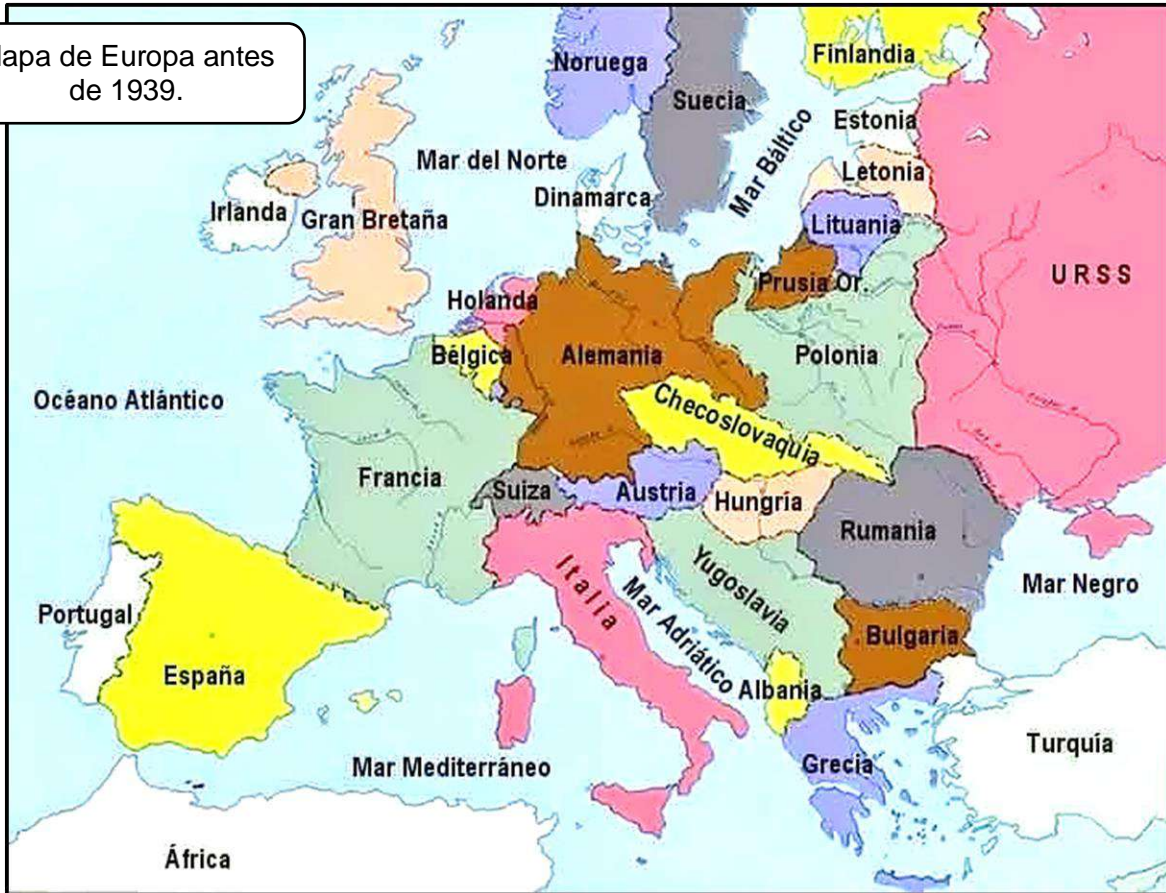 apa de Europa antes
de 1939.
Noruega
Finlandia
Suecia
Estonia
Mar del Norte
Mar Báltico
Letonia
Dinamarca
Irlanda
Gran Bretaña
Lituania
Prusia Or.
URSS
Holanda
Bélgica
Alemania
Polonia
Océano Atlántico
Checoslovaquia
Francia
Suiza
Austria
Hungría
Rumania
Italia
Yugoslavia
Mar Negro
Portugal
Mar Adriático
Bulgaria
España
Albania
Turquía
Mar Mediterráneo
Grecia
África